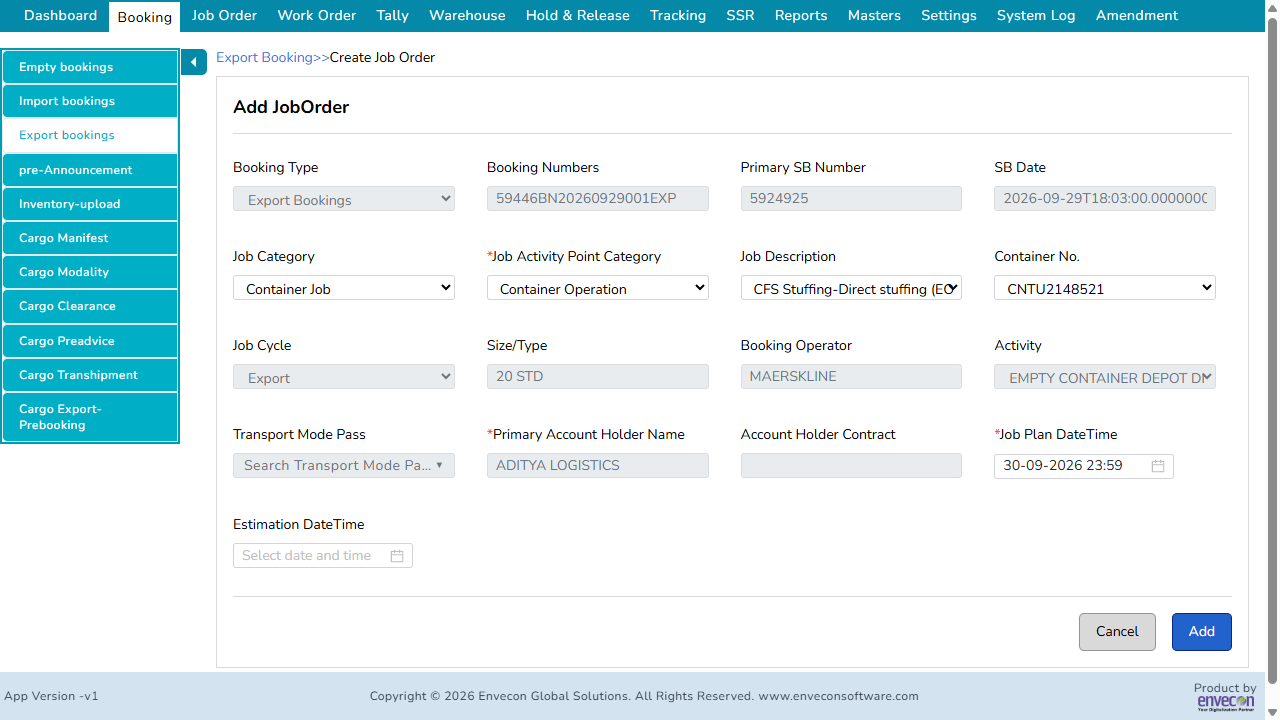 Dashboard Booking Job Order Work Order Tally Warehouse Hold & Release Tracking SSR Reports Masters Settings System Log Amendment
Empty bookings
Import bookings
Export bookings
pre-Announcement
Inventory-upload
Cargo Manifest
Cargo Modality
Cargo Clearance
Cargo Preadvice
Cargo Transhipment
Cargo Export-
Prebooking
Export Booking>>Create Job Order
Add JobOrder
Booking Type Booking Numbers Primary SB Number SB Date
Export Bookings 59446BN20260929001EXP 5924925 2026-09-29T18:03:00.000000
Job Category *Job Activity Point Category Job Description Container No.
Container Job Container Operation CFS Stuffing-Direct stuffing (EC CNTU2148521
Job Cycle Size/Type Booking Operator Activity
Export 20 STD MAERSKLINE EMPTY CONTAINER DEPOT
Transport Mode Pass *Primary Account Holder Name Account Holder Contract *Job Plan DateTime
Search Transport Mode Pa... ADITYA LOGISTICS 30-09-2026 23:59
Estimation DateTime
Select date and time
Cancel Add
App Version -v1 Copyright © 2026 Envecon Global Solutions. All Rights Reserved. www.enveconsoftware.com Product by
envecon
Your Digitalization Partner